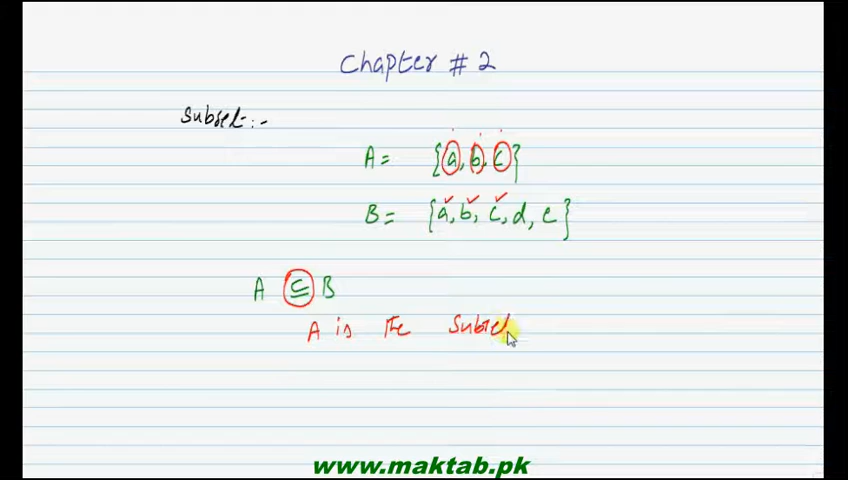 Chapter # 2
Subset:-
A= {a, b, c}
B= {a, b, c, d, e}
A ⊆ B
A is the Subset
www.maktab.pk